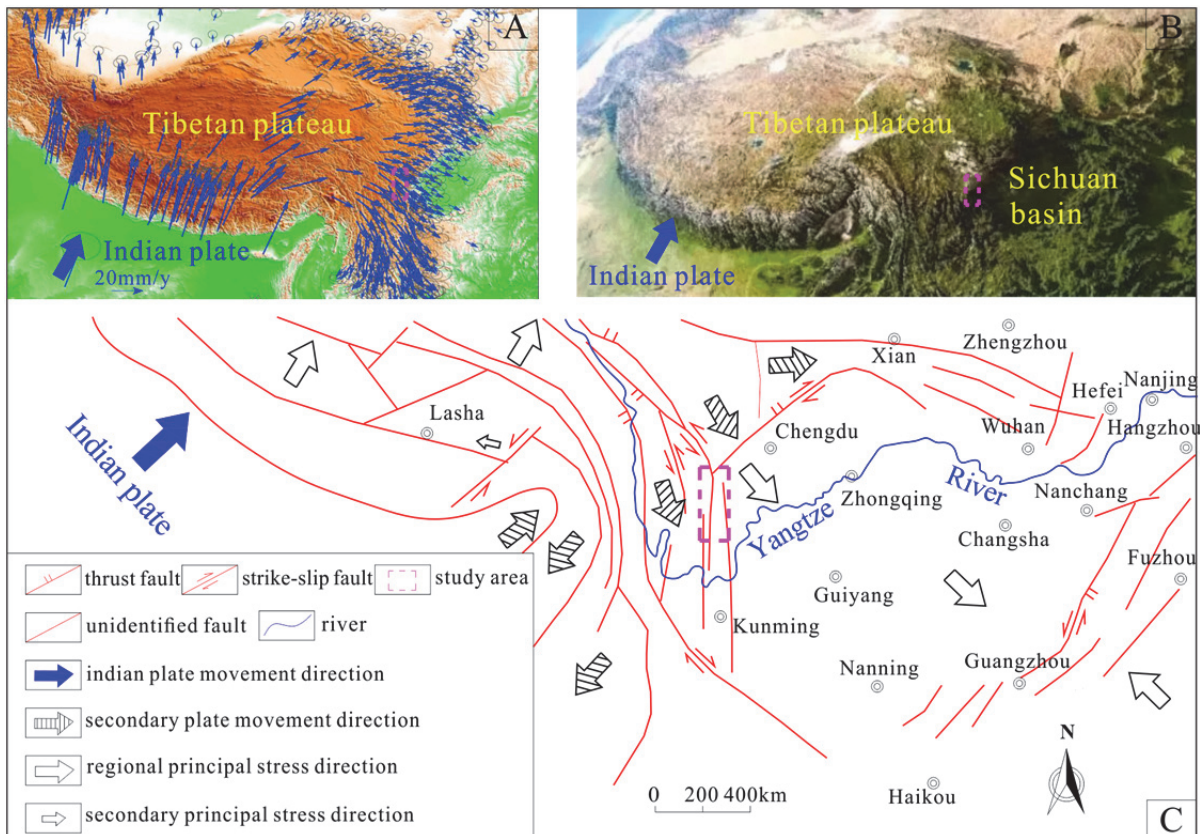 A
Tibetan plateau
Indian plate
20mm/y
B
Tibetan plateau
Sichuan
basin
Indian plate
Zhengzhou
Xian
Nanjing
Hefei
Lasha
Chengdu
Wuhan
Hangzhou
Indian plate
Zhongqing
River
Nanchang
Yangtze
Changsha
Fuzhou
Guiyang
Kunming
Nanning
Guangzhou
Haikou
N
0 200 400km
thrust fault
strike-slip fault
study area
unidentified fault
river
indian plate movement direction
secondary plate movement direction
regional principal stress direction
secondary principal stress direction
C